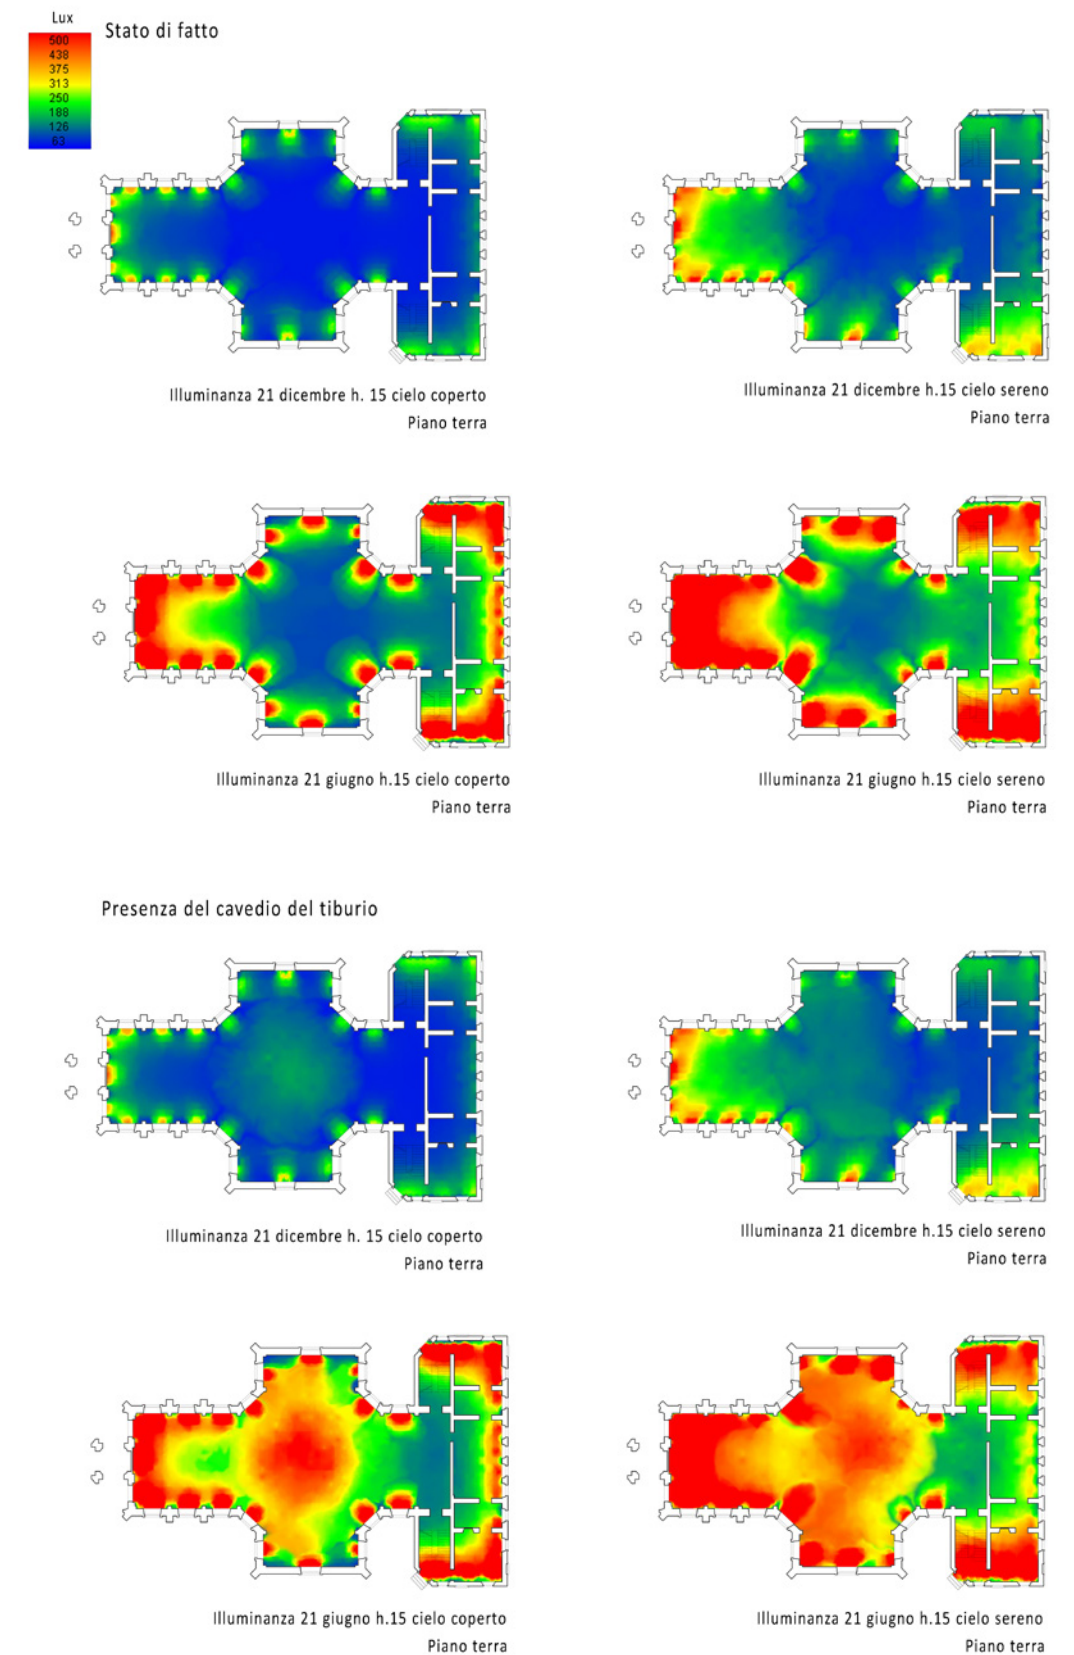 Lux
Stato di fatto
500
438
375
313
250
188
126
63
Illuminanza 21 dicembre h. 15 cielo coperto
Piano terra
Illuminanza 21 dicembre h.15 cielo sereno
Piano terra
Illuminanza 21 giugno h.15 cielo coperto
Piano terra
Illuminanza 21 giugno h.15 cielo sereno
Piano terra
Presenza del cavedio del tiburio
Illuminanza 21 dicembre h. 15 cielo coperto
Piano terra
Illuminanza 21 dicembre h.15 cielo sereno
Piano terra
Illuminanza 21 giugno h.15 cielo coperto
Piano terra
Illuminanza 21 giugno h.15 cielo sereno
Piano terra